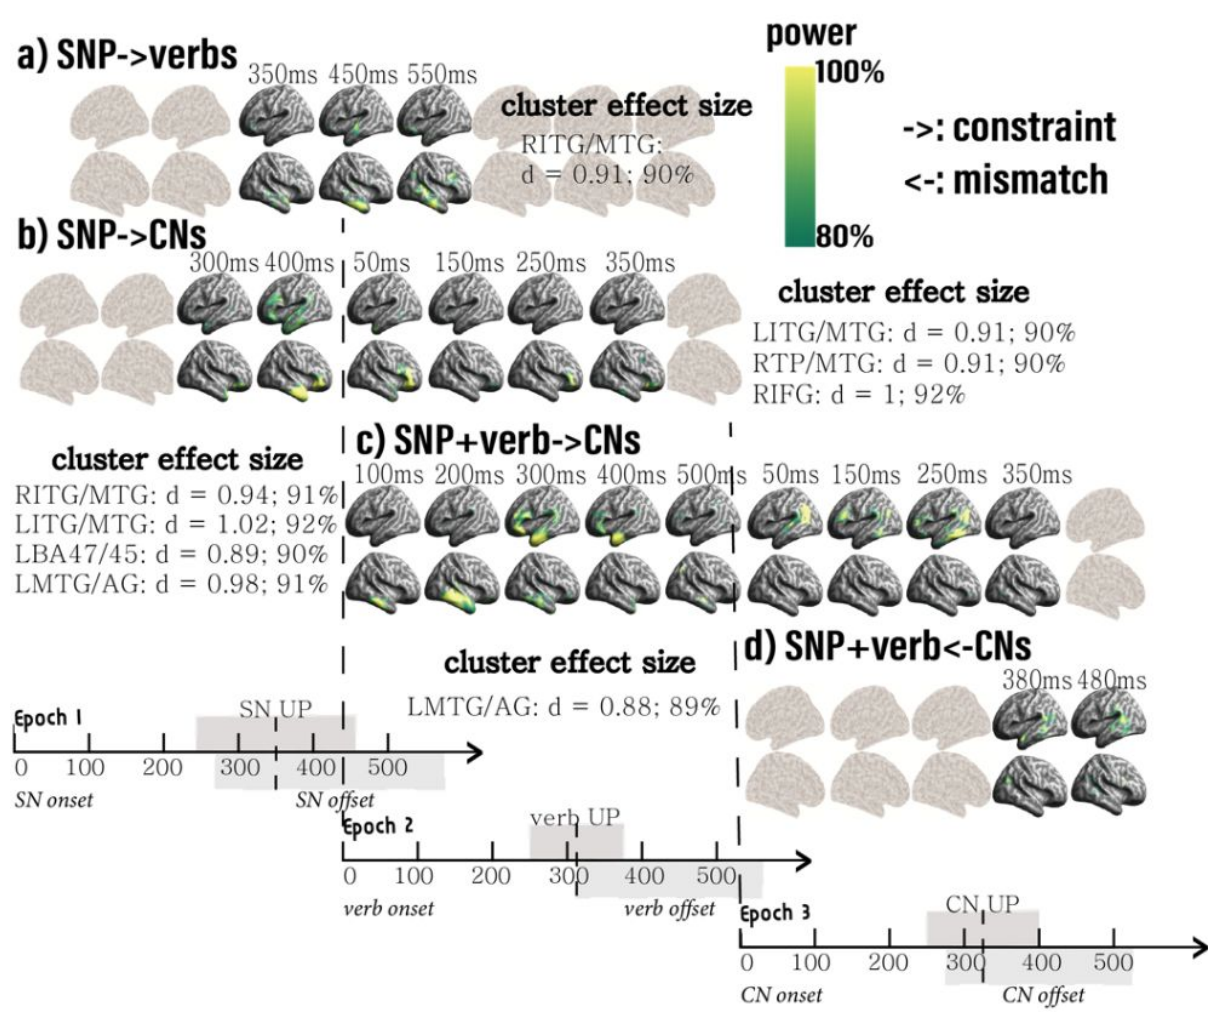 power
a) SNP->verbs
350ms 450ms 550ms
100%
cluster effect size
RITG/MTG:
d = 0.91; 90%
->: constraint
<-: mismatch
80%
b) SNP->CNs
300ms 400ms 50ms 150ms 250ms 350ms
cluster effect size
LITG/MTG: d = 0.91; 90%
RTP/MTG: d = 0.91; 90%
RIFG: d = 1; 92%
c) SNP+verb->CNs
100ms 200ms 300ms 400ms 500ms 50ms 150ms 250ms 350ms
cluster effect size
RITG/MTG: d = 0.94; 91%
LITG/MTG: d = 1.02; 92%
LBA47/45: d = 0.89; 90%
LMTG/AG: d = 0.98; 91%
d) SNP+verb<-CNs
380ms 480ms
cluster effect size
LMTG/AG: d = 0.88; 89%
Epoch 1
SN UP
0 100 200 300 400 500
SN onset
SN offset
Epoch 2
verb UP
0 100 200 300 400 500
verb onset
verb offset
Epoch 3
CN UP
0 100 200 300 400 500
CN onset
CN offset